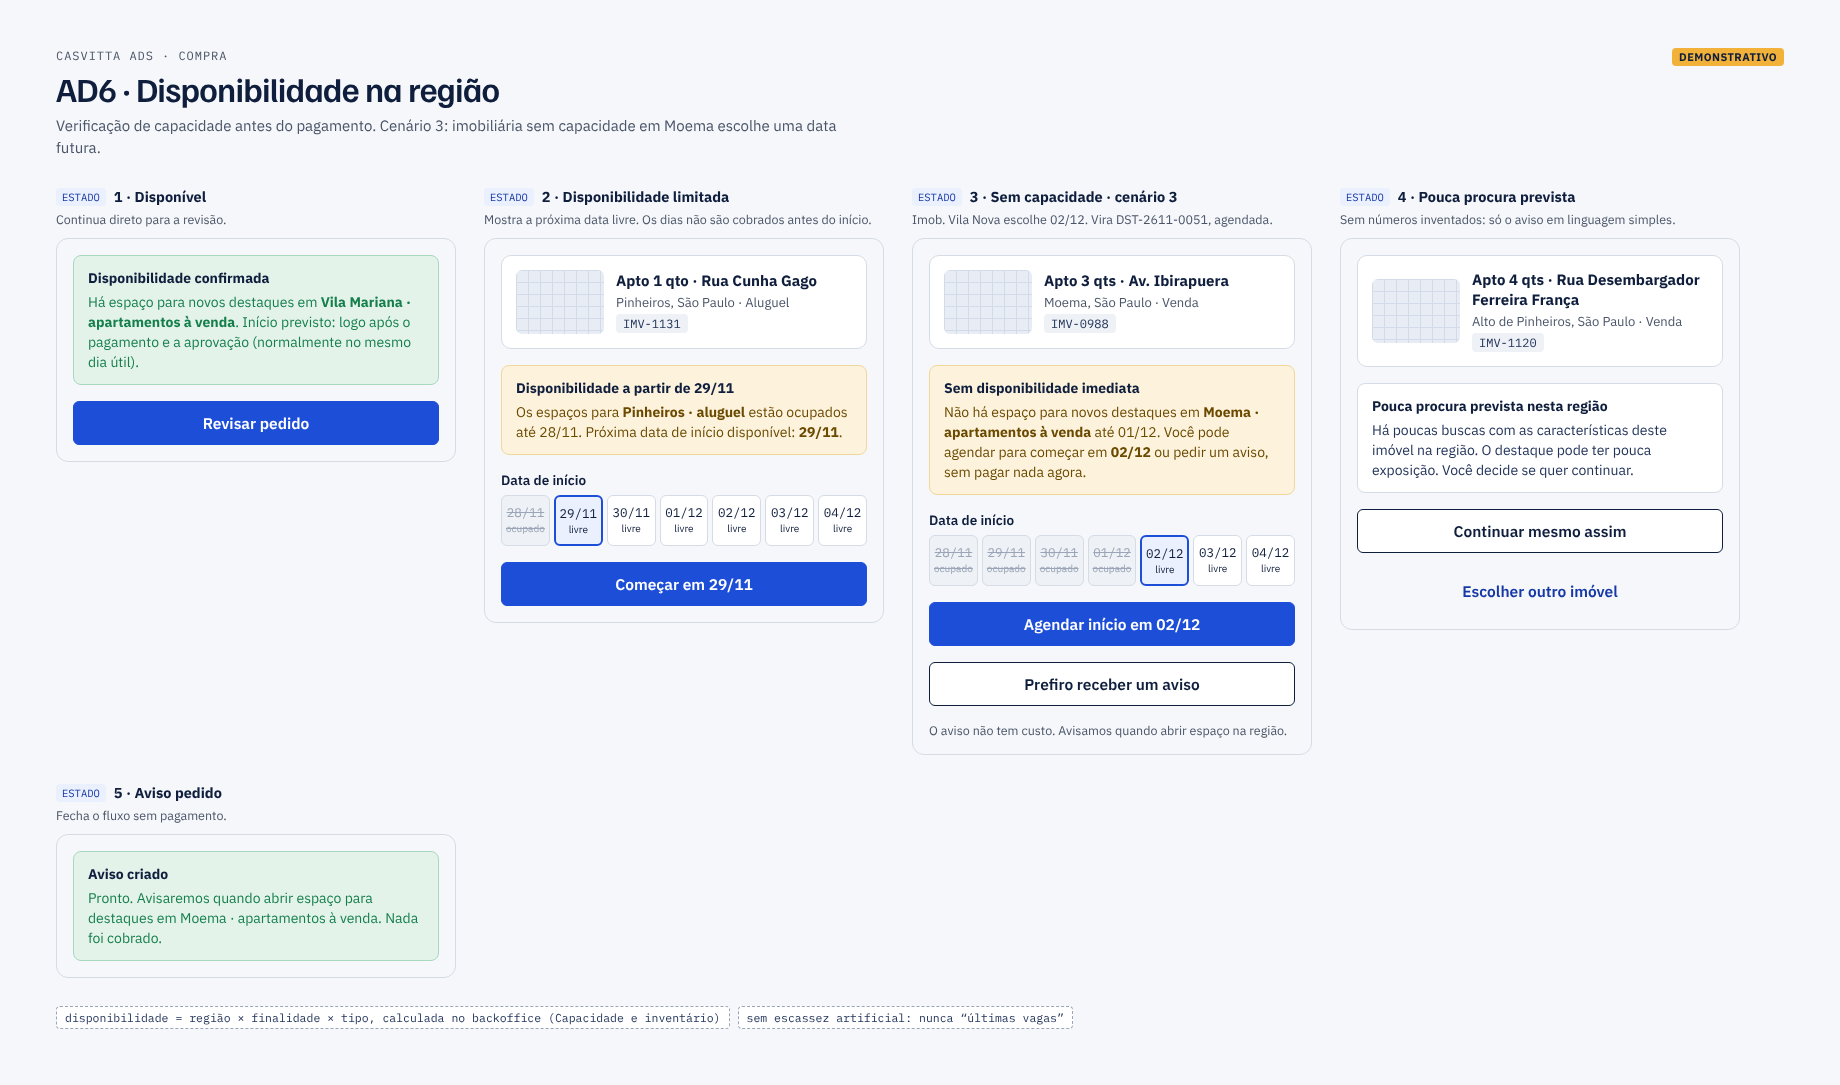 CASVITTA ADS · COMPRA
DEMONSTRATIVO
AD6 · Disponibilidade na região
Verificação de capacidade antes do pagamento. Cenário 3: imobiliária sem capacidade em Moema escolhe uma data
futura.
ESTADO 1 · Disponível
Continua direto para a revisão.
Disponibilidade confirmada
Há espaço para novos destaques em Vila Mariana ·
apartamentos à venda. Início previsto: logo após o
pagamento e a aprovação (normalmente no mesmo
dia útil).
Revisar pedido
ESTADO 2 · Disponibilidade limitada
Mostra a próxima data livre. Os dias não são cobrados antes do início.
Apto 1 qto · Rua Cunha Gago
Pinheiros, São Paulo · Aluguel
IMV-1131
Disponibilidade a partir de 29/11
Os espaços para Pinheiros · aluguel estão ocupados
até 28/11. Próxima data de início disponível: 29/11.
Data de início
28/11 29/11 30/11 01/12 02/12 03/12 04/12
ocupado livre livre livre livre livre livre
Começar em 29/11
ESTADO 3 · Sem capacidade · cenário 3
Imob. Vila Nova escolhe 02/12. Vira DST-2611-0051, agendada.
Apto 3 qts · Av. Ibirapuera
Moema, São Paulo · Venda
IMV-0988
Sem disponibilidade imediata
Não há espaço para novos destaques em Moema ·
apartamentos à venda até 01/12. Você pode
agendar para começar em 02/12 ou pedir um aviso,
sem pagar nada agora.
Data de início
28/11 29/11 30/11 01/12 02/12 03/12 04/12
ocupado ocupado ocupado ocupado livre livre livre
Agendar início em 02/12
Prefiro receber um aviso
O aviso não tem custo. Avisamos quando abrir espaço na região.
ESTADO 4 · Pouca procura prevista
Sem números inventados: só o aviso em linguagem simples.
Apto 4 qts · Rua Desembargador
Ferreira França
Alto de Pinheiros, São Paulo · Venda
IMV-1120
Pouca procura prevista nesta região
Há poucas buscas com as características deste
imóvel na região. O destaque pode ter pouca
exposição. Você decide se quer continuar.
Continuar mesmo assim
Escolher outro imóvel
ESTADO 5 · Aviso pedido
Fecha o fluxo sem pagamento.
Aviso criado
Pronto. Avisaremos quando abrir espaço para
destaques em Moema · apartamentos à venda. Nada
foi cobrado.
disponibilidade = região × finalidade × tipo, calculada no backoffice (Capacidade e inventário)
sem escassez artificial: nunca “últimas vagas”